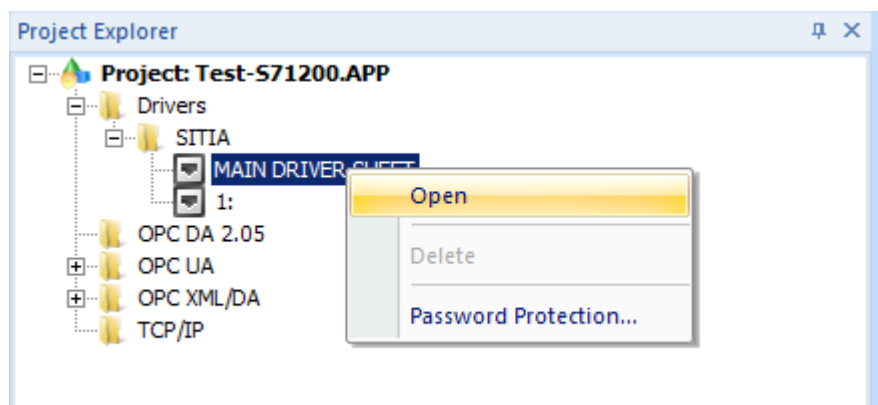 Project Explorer
Project: Test-S71200.APP
Drivers
SITIA
MAIN DRIVER SHEET
Open
1:
OPC DA 2.05
Delete
OPC UA
OPC XML/DA
Password Protection...
TCP/IP